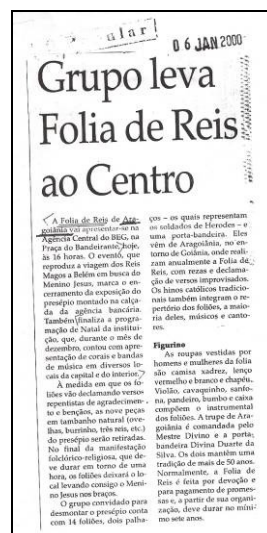 ular
06 JAN 2000
Grupo leva
Folia de Reis
ao Centro
A Folia de Reis de Ara-
goiânia vai apresentar-se na
Agência Central do BEG, na
Praça do Bandeirante, hoje,
às 16 horas. O evento, que
reproduz a viagem dos Reis
Magos a Belém em busca do
Menino Jesus, marca o en-
cerramento da exposição do
presépio montado na calça-
da da agência bancária.
Também finaliza a progra-
mação de Natal da institui-
ção, que, durante o mês de
dezembro, contou com apre-
sentação de corais e bandas
de música em diversos lo-
cais da capital e do interior.
À medida em que os fo-
liões vão declamando versos
repentistas de agradecimen-
to e benções, as nove peças
em tamanho natural (ove-
lhas, burrinho, três reis, etc.)
do presépio serão retiradas.
No final da manifestação
folclórico-religiosa, que de-
ve durar em torno de uma
hora, os foliões deixará o lo-
cal levando consigo o Meni-
no Jesus nos braços.
O grupo convidado para
desmontar o presépio conta
com 14 foliões, dois palha-
ços – os quais representam
os soldados de Herodes – e
uma porta-bandeira. Eles
vêm de Aragoiânia, no en-
torno de Goiânia, onde reali-
zam anualmente a Folia de
Reis, com rezas e declama-
ção de versos improvisados.
Os hinos católicos tradicio-
nais também integram o re-
pertório dos foliões, a maio-
ria deles, músicos e canto-
res.
Figurino
As roupas vestidas por
homens e mulheres da folia
são camisa xadrez, lenço
vermelho e branco e chapéu.
Violão, cavaquinho, sanfo-
na, pandeiro, bumbo e caixa
compõem o instrumental
dos foliões. A trupe de Ara-
goiânia é comandada pelo
Mestre Divino e a porta-
bandeira Divina Duarte da
Silva. Os dois mantêm uma
tradição de mais de 50 anos.
Normalmente, a Folia de
Reis é feita por devoção e
para pagamento de promes-
sas e, a partir de sua organi-
zação, deve durar no míni-
mo sete anos.